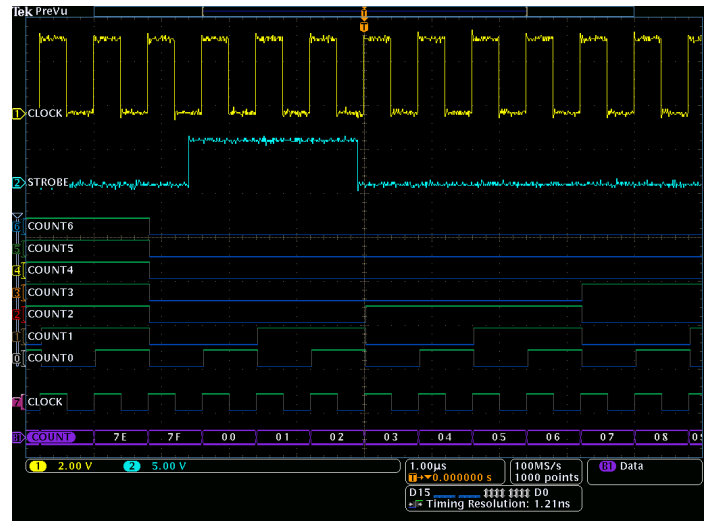 Tek PreVu
T
T
1 CLOCK
2 STROBE
6 COUNT6
5 COUNT5
4 COUNT4
3 COUNT3
2 COUNT2
1 COUNT1
0 COUNT0
7 CLOCK
B1 COUNT 7E 7F 00 01 02 03 04 05 06 07 08
1 2.00 V 2 5.00 V
1.00µs 100MS/s B1 Data
T→▼0.000000 s 1000 points
D15 D0
Timing Resolution: 1.21ns